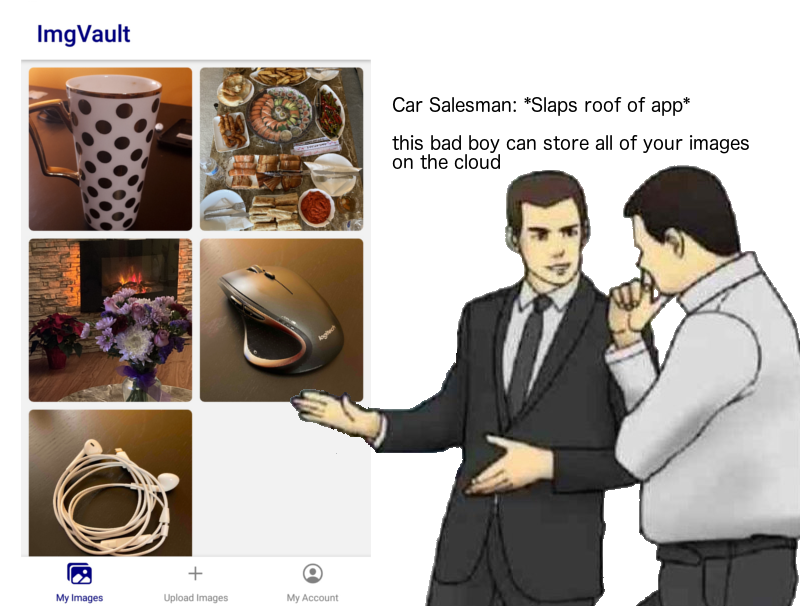 ImgVault
Car Salesman: *Slaps roof of app*
this bad boy can store all of your images
on the cloud
logitech
My Images
Upload Images
My Account